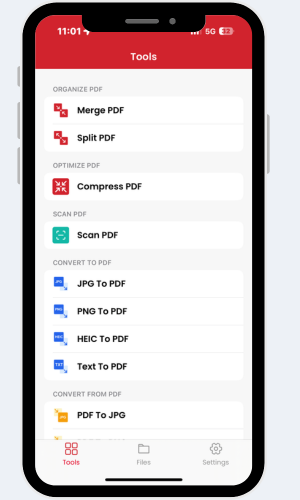 11:01
5G
22
Tools
ORGANIZE PDF
Merge PDF
Split PDF
OPTIMIZE PDF
Compress PDF
SCAN PDF
Scan PDF
CONVERT TO PDF
JPG
JPG To PDF
PNG
PNG To PDF
HEIC
HEIC To PDF
TXT
Text To PDF
CONVERT FROM PDF
JPG
PDF To JPG
Tools
Files
Settings